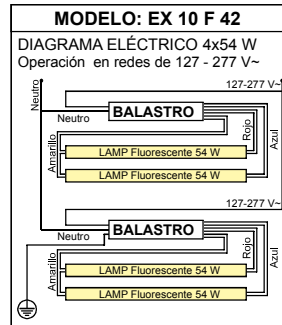 MODELO: EX 10 F 42
DIAGRAMA ELÉCTRICO 4x54 W
Operación en redes de 127 - 277 V~
Neutro
127-277 V~
BALASTRO
Neutro
Amarillo
Rojo
Azul
LAMP Fluorescente 54 W
LAMP Fluorescente 54 W
127-277 V~
BALASTRO
Neutro
Amarillo
Rojo
Azul
LAMP Fluorescente 54 W
LAMP Fluorescente 54 W